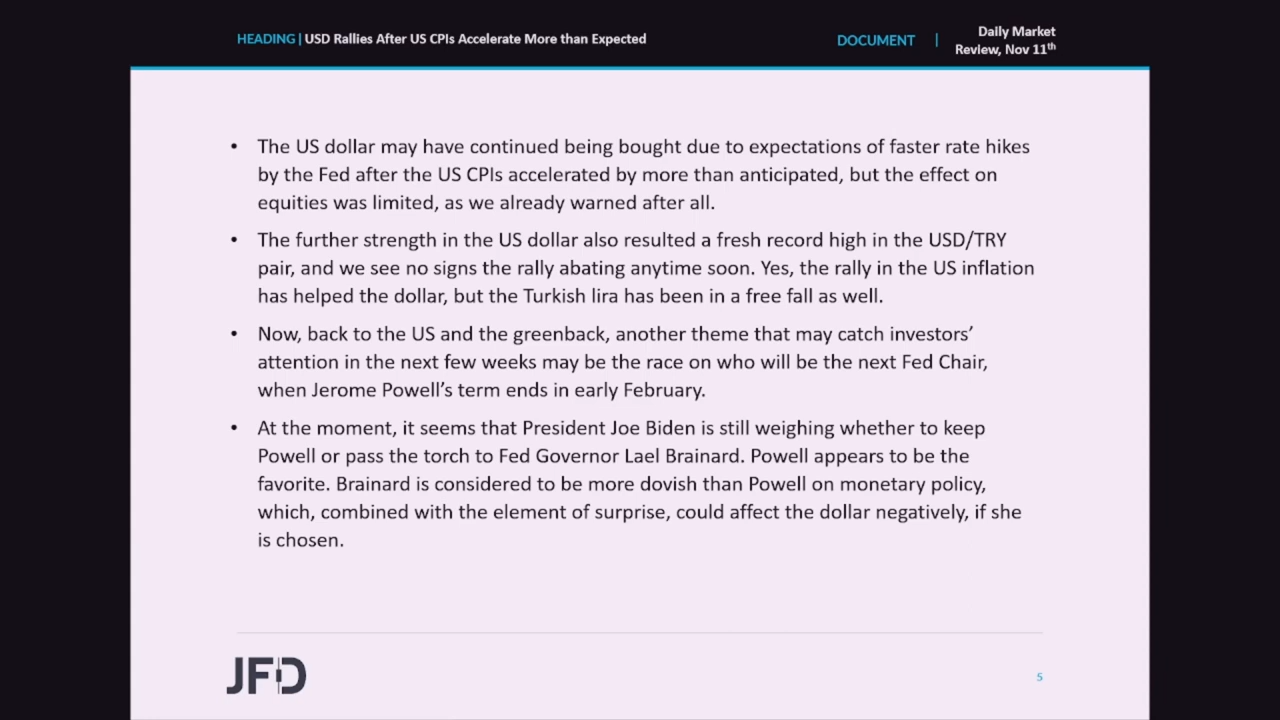 HEADING | USD Rallies After US CPIs Accelerate More than Expected
DOCUMENT |
Daily Market
Review, Nov 11th
• The US dollar may have continued being bought due to expectations of faster rate hikes
by the Fed after the US CPIs accelerated by more than anticipated, but the effect on
equities was limited, as we already warned after all.
• The further strength in the US dollar also resulted a fresh record high in the USD/TRY
pair, and we see no signs the rally abating anytime soon. Yes, the rally in the US inflation
has helped the dollar, but the Turkish lira has been in a free fall as well.
• Now, back to the US and the greenback, another theme that may catch investors’
attention in the next few weeks may be the race on who will be the next Fed Chair,
when Jerome Powell’s term ends in early February.
• At the moment, it seems that President Joe Biden is still weighing whether to keep
Powell or pass the torch to Fed Governor Lael Brainard. Powell appears to be the
favorite. Brainard is considered to be more dovish than Powell on monetary policy,
which, combined with the element of surprise, could affect the dollar negatively, if she
is chosen.
JFD
5